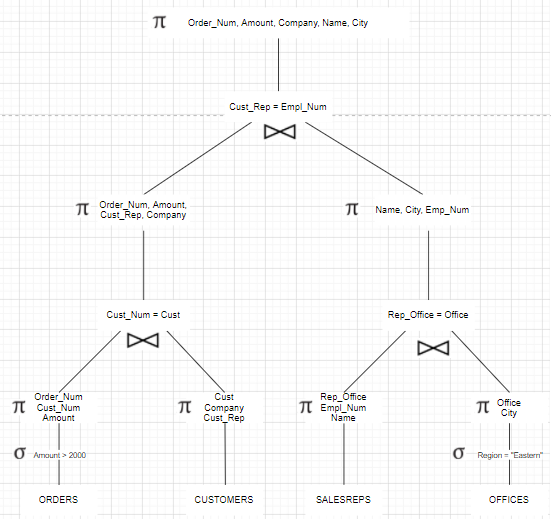 π Order_Num, Amount, Company, Name, City
Cust_Rep = Empl_Num
⋈
π Order_Num, Amount,
Cust_Rep, Company
π Name, City, Emp_Num
Cust_Num = Cust
⋈
Rep_Office = Office
⋈
π Order_Num
Cust_Num
Amount
π Cust
Company
Cust_Rep
π Rep_Office
Empl_Num
Name
π Office
City
σ Amount > 2000
σ Region = "Eastern"
ORDERS
CUSTOMERS
SALESREPS
OFFICES